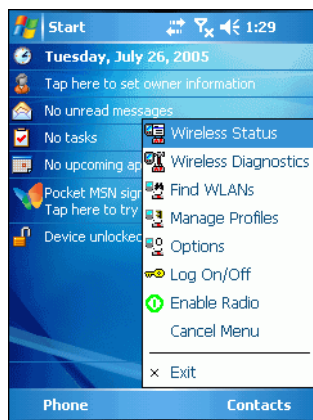 Start 1:29
Tuesday, July 26, 2005
Tap here to set owner information
No unread messages
No tasks
No upcoming ap
Pocket MSN sign
Tap here to try
Device unlocked
Wireless Status
Wireless Diagnostics
Find WLANs
Manage Profiles
Options
Log On/Off
Enable Radio
Cancel Menu
Exit
Phone Contacts